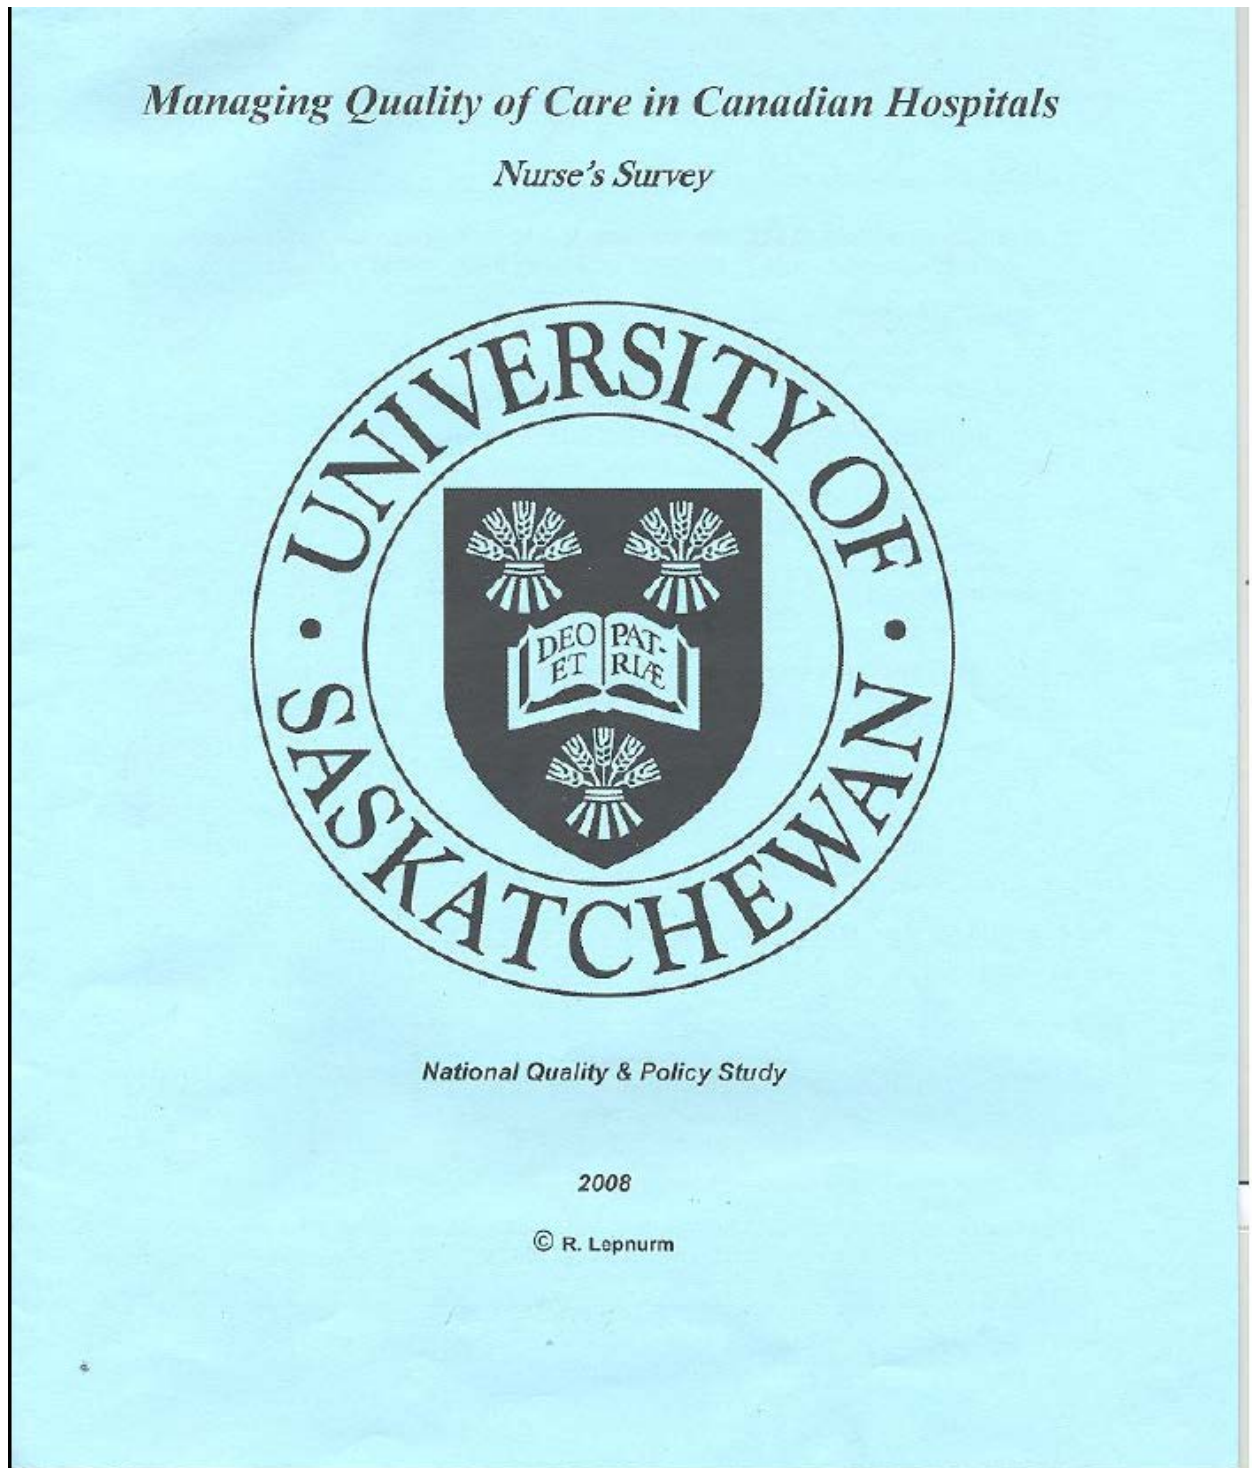 Managing Quality of Care in Canadian Hospitals
Nurse's Survey
UNIVERSITY OF
SASKATCHEWAN
DEO PAT-
ET RIÆ
National Quality & Policy Study
2008
© R. Lepnurm